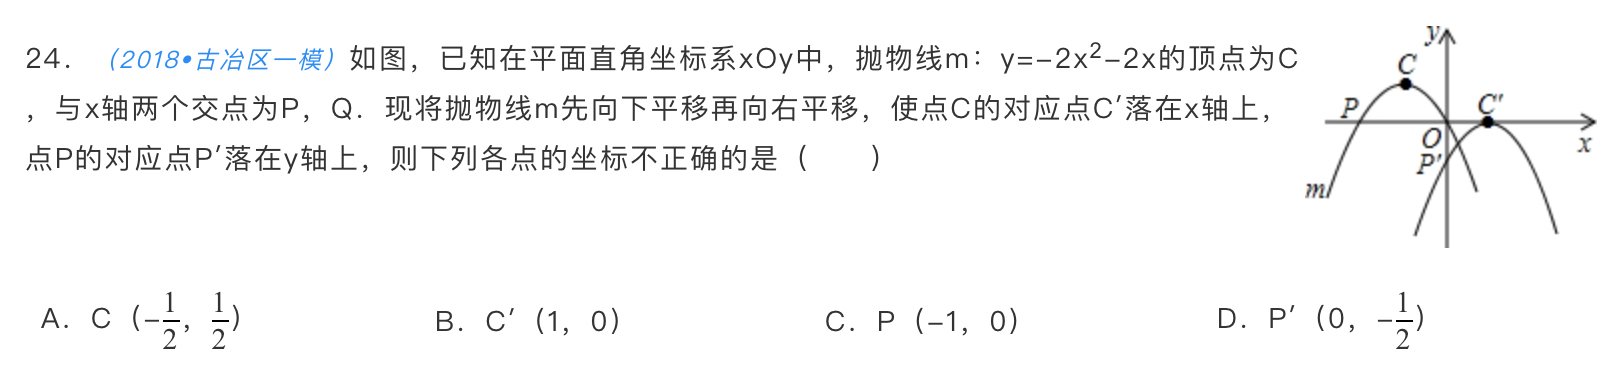 24. （2018•古冶区一模）如图，已知在平面直角坐标系xOy中，抛物线m：y=-2x²-2x的顶点为C
，与x轴两个交点为P，Q．现将抛物线m先向下平移再向右平移，使点C的对应点C′落在x轴上，
点P的对应点P′落在y轴上，则下列各点的坐标不正确的是（　　）
y
C
P
C'
O
x
P'
m
A. C（-1/2，1/2）
B. C′（1，0）
C. P（-1，0）
D. P′（0，-1/2）